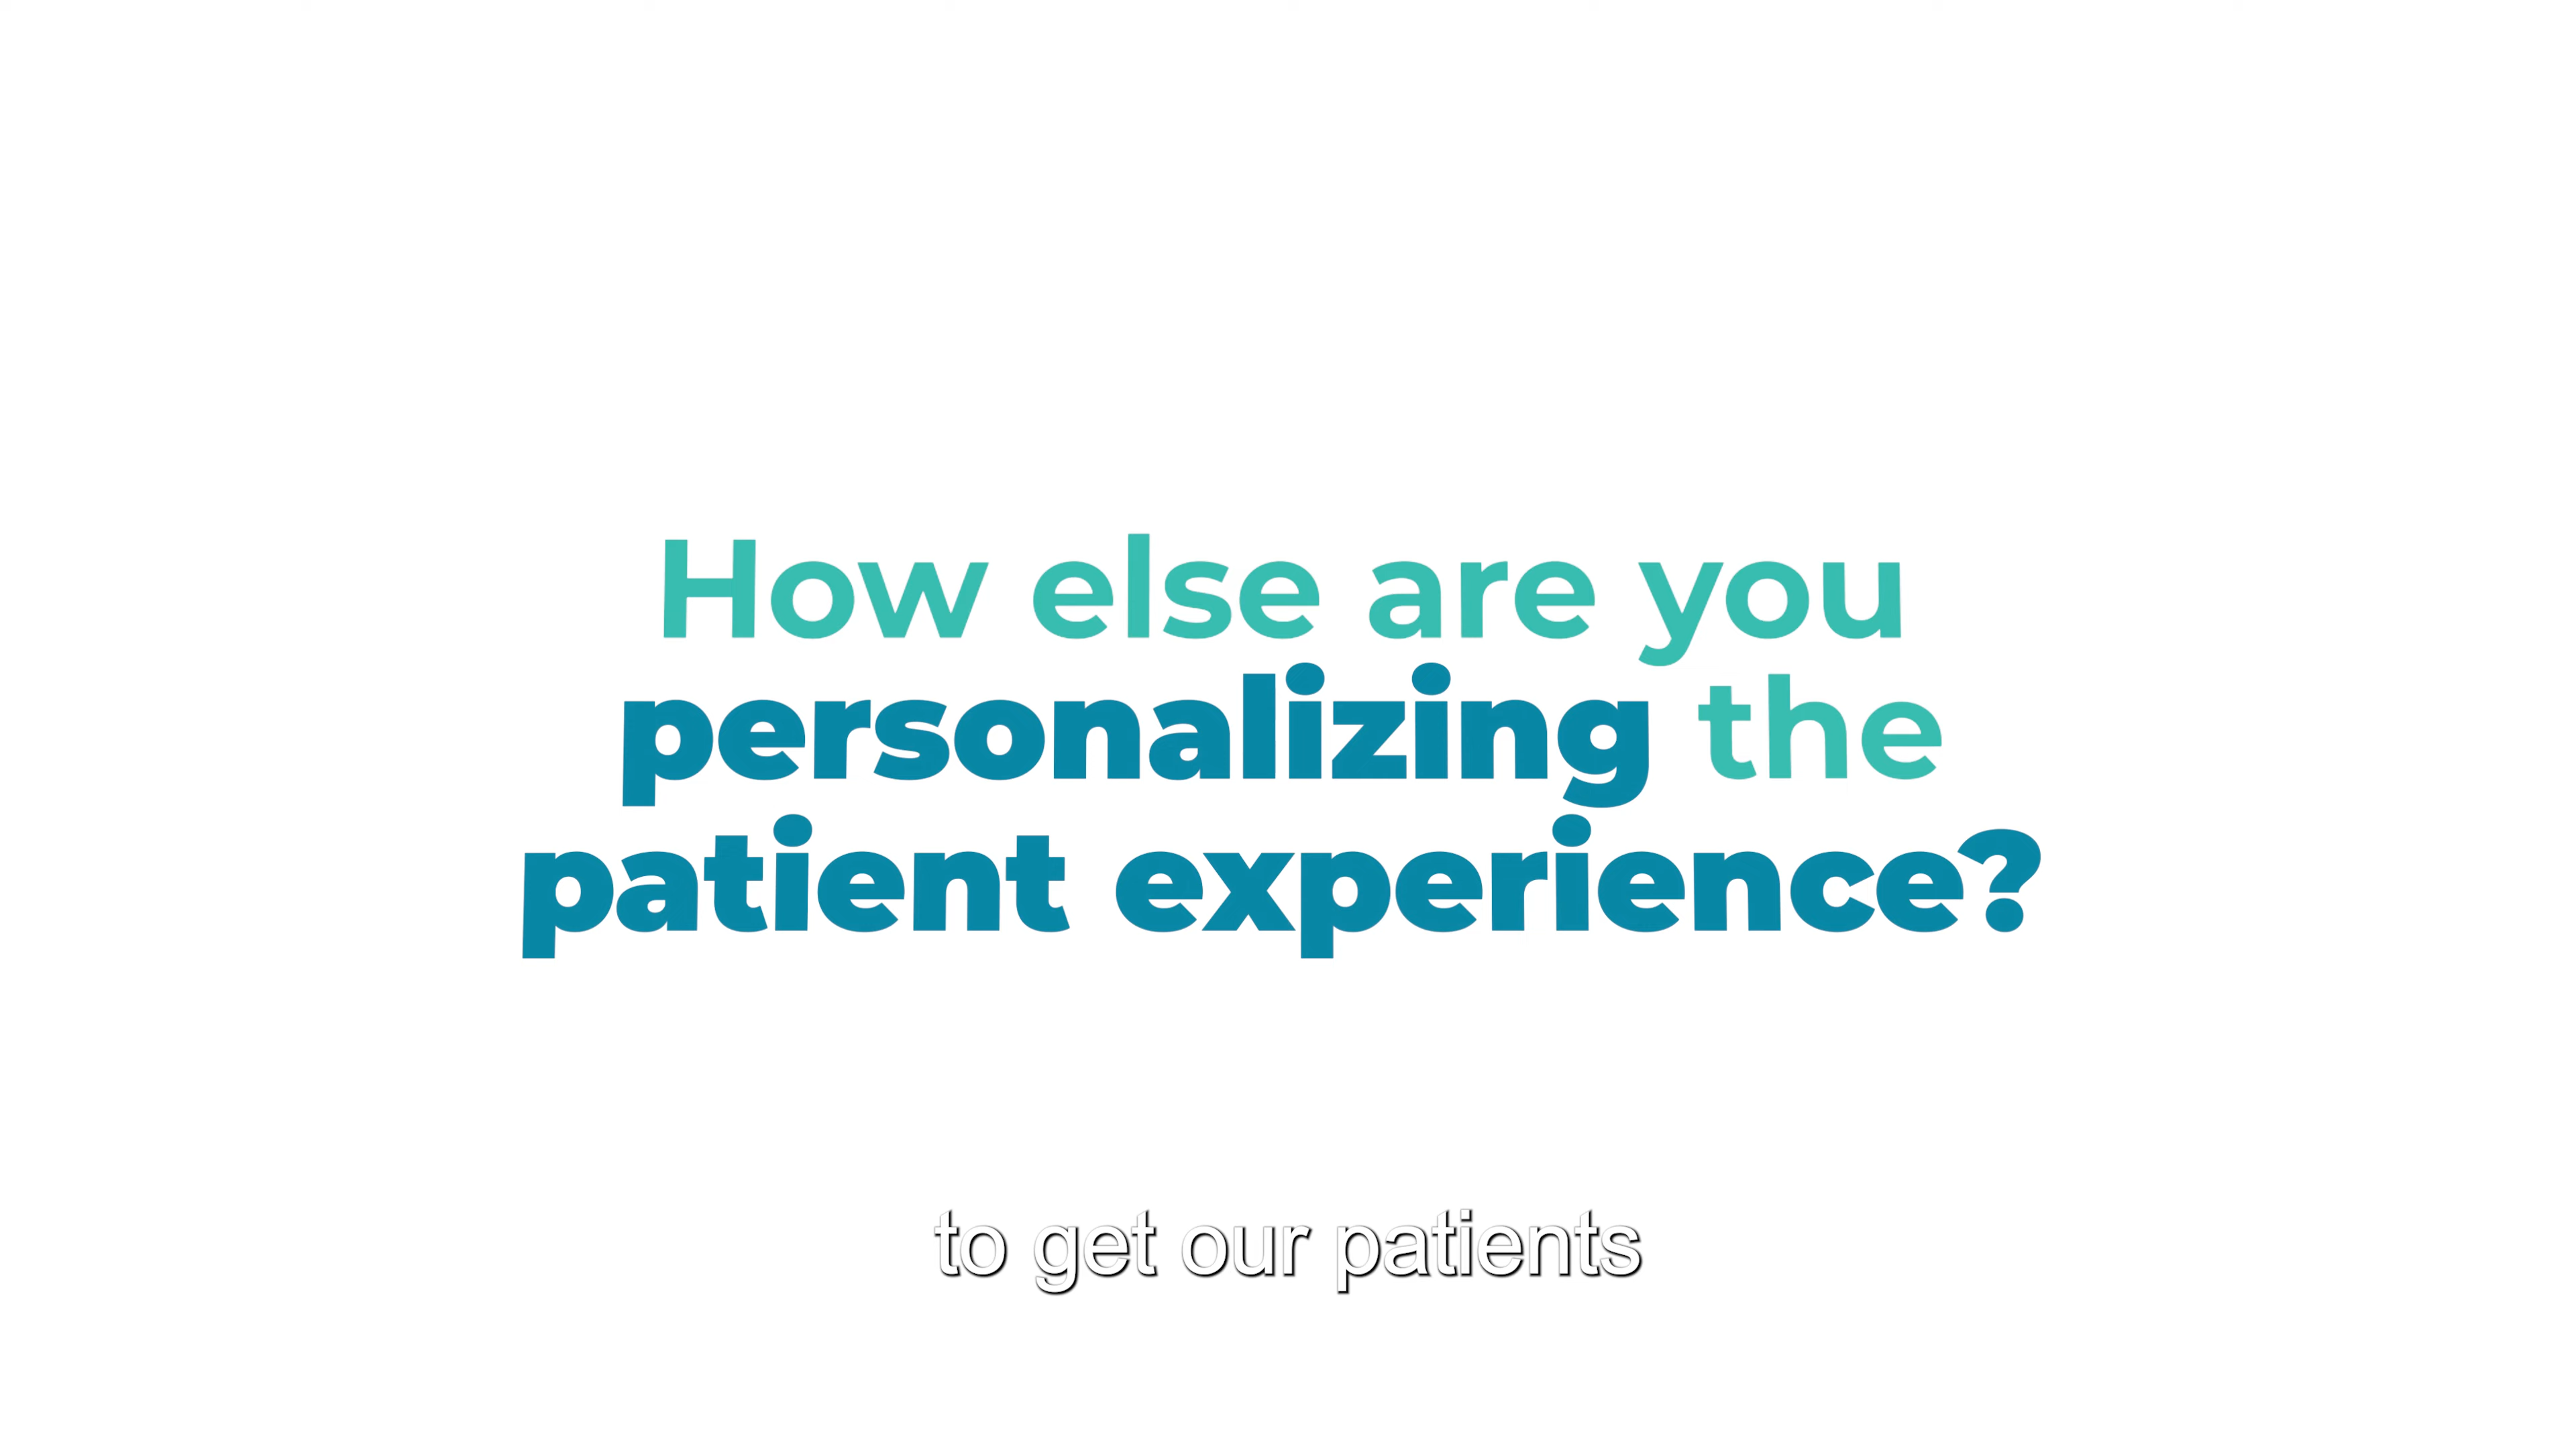 How else are you
personalizing the
patient experience?
to get our patients